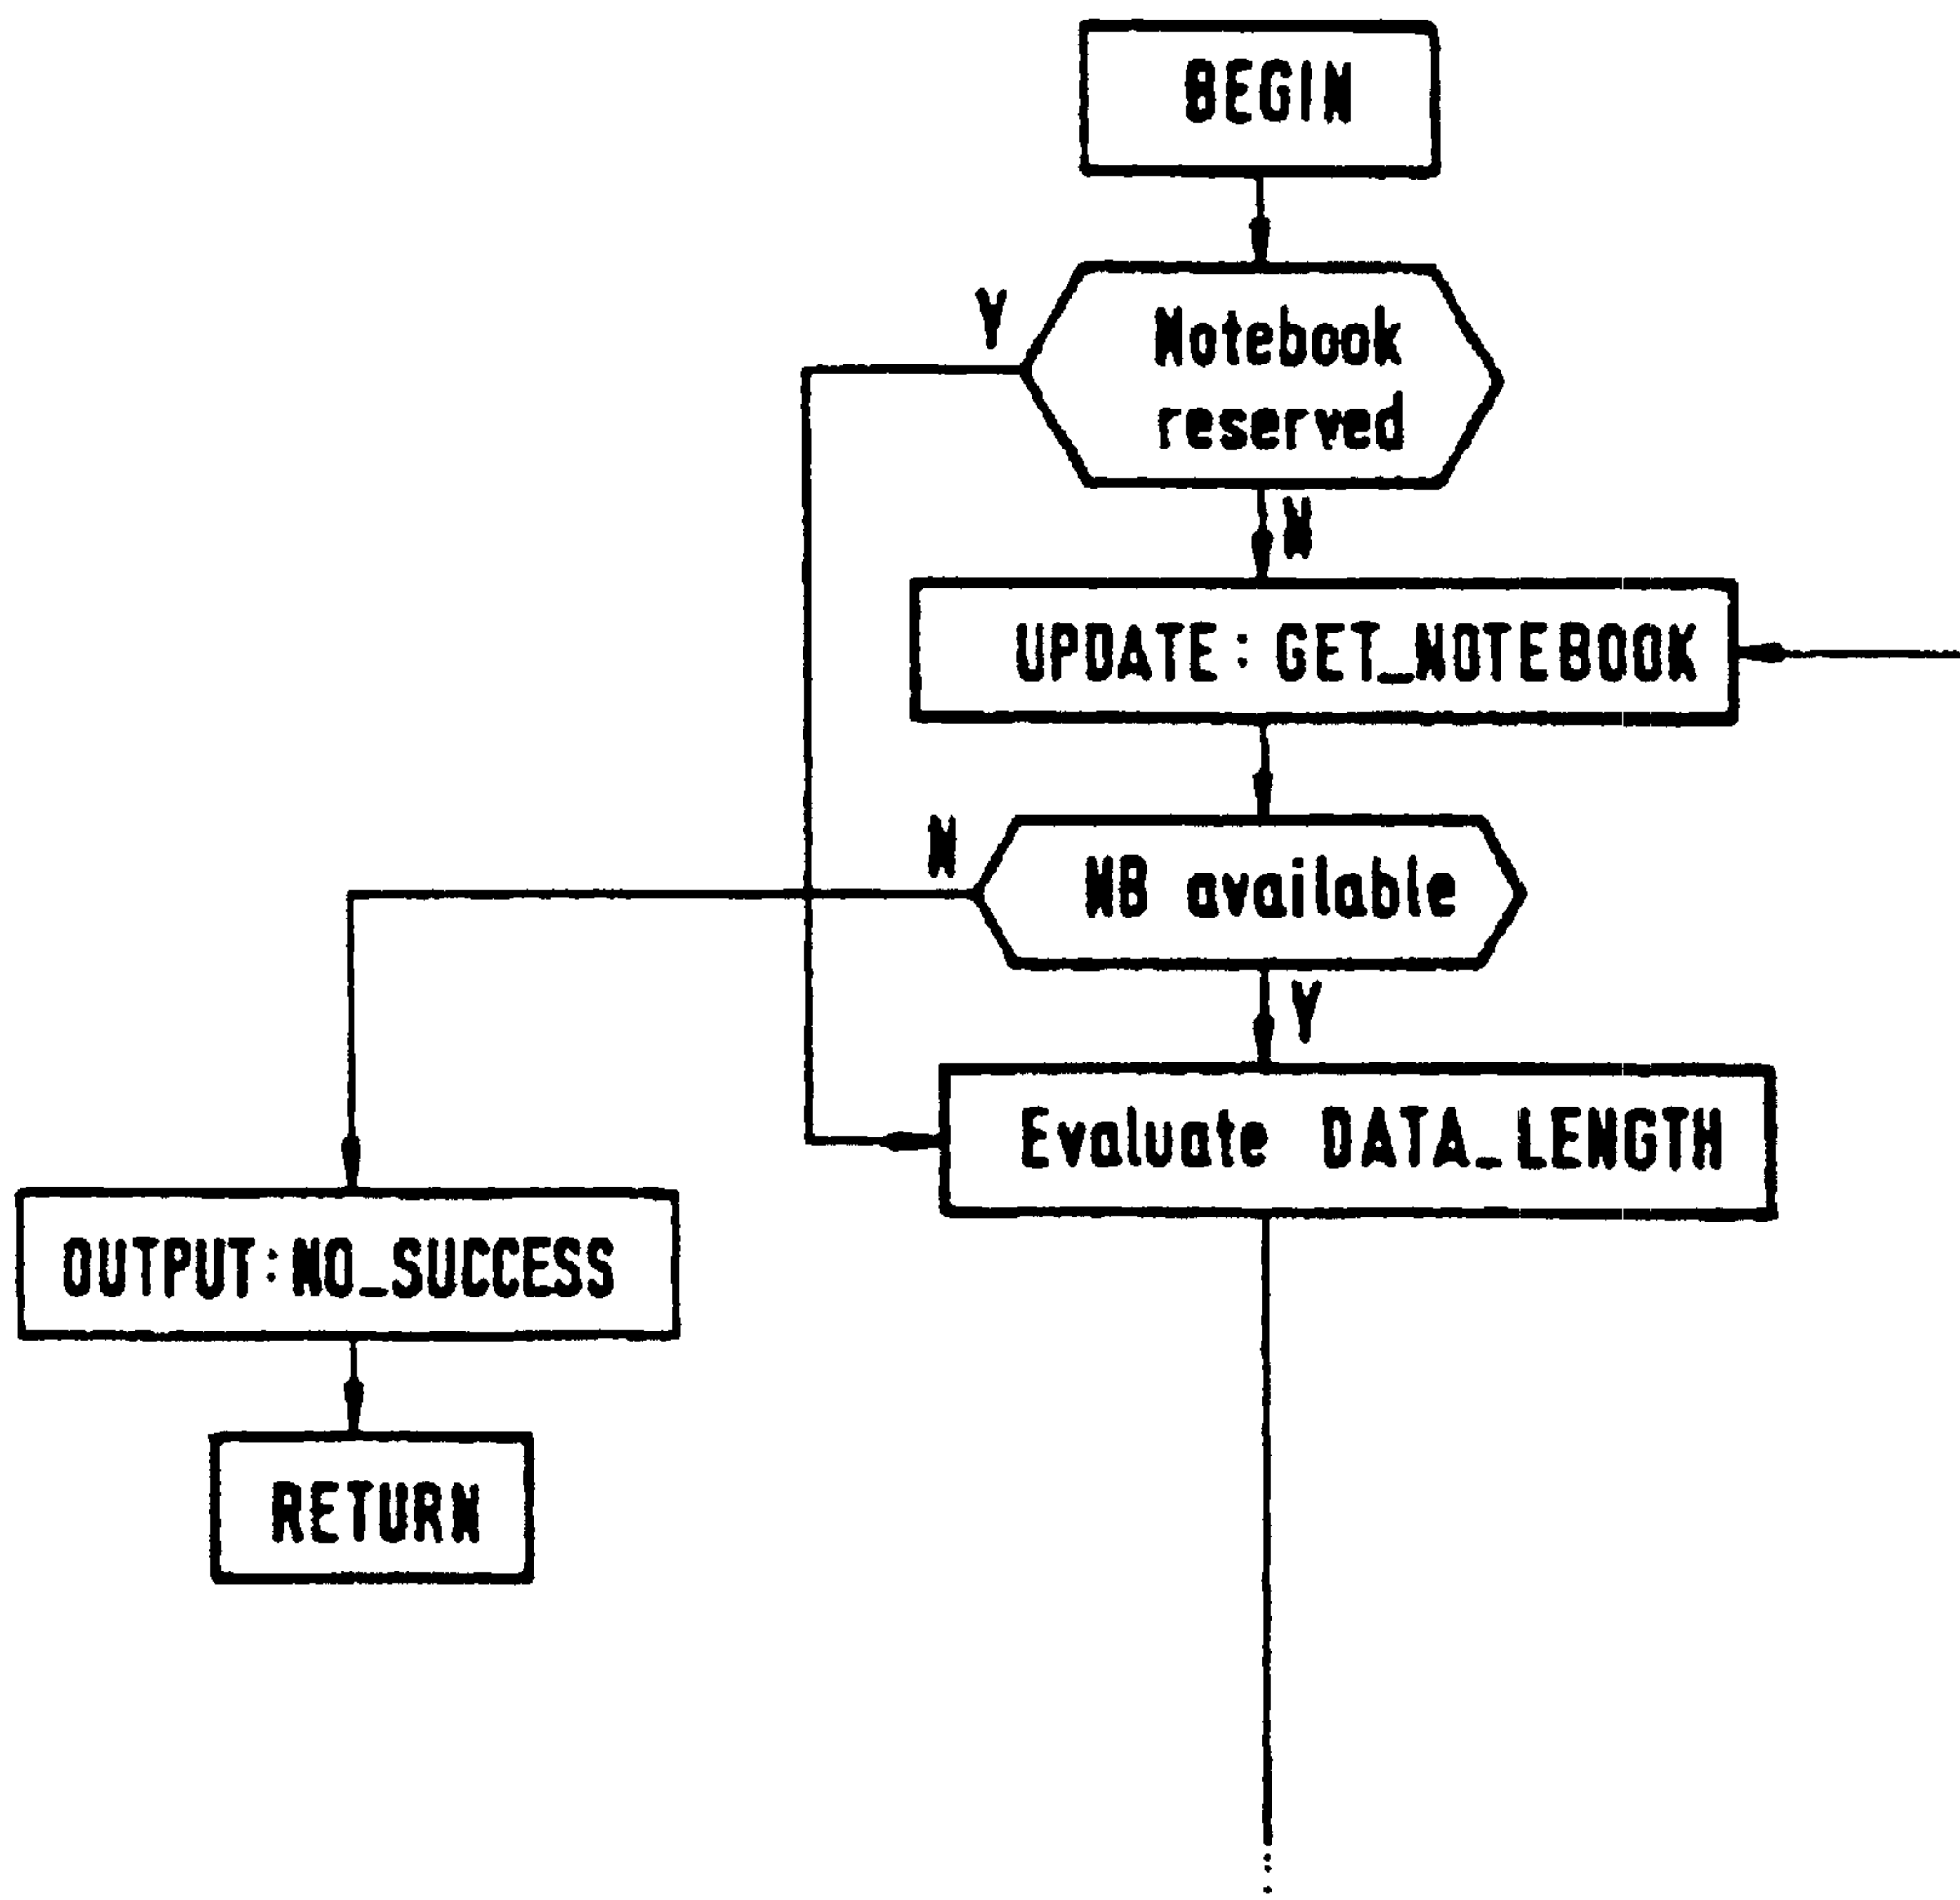 BEGIN
Y
Notebook
reserved
N
UPDATE: GET_NOTEBOOK
N
NB available
Y
Evaluate DATA_LENGTH
OUTPUT:NO_SUCCESS
RETURN